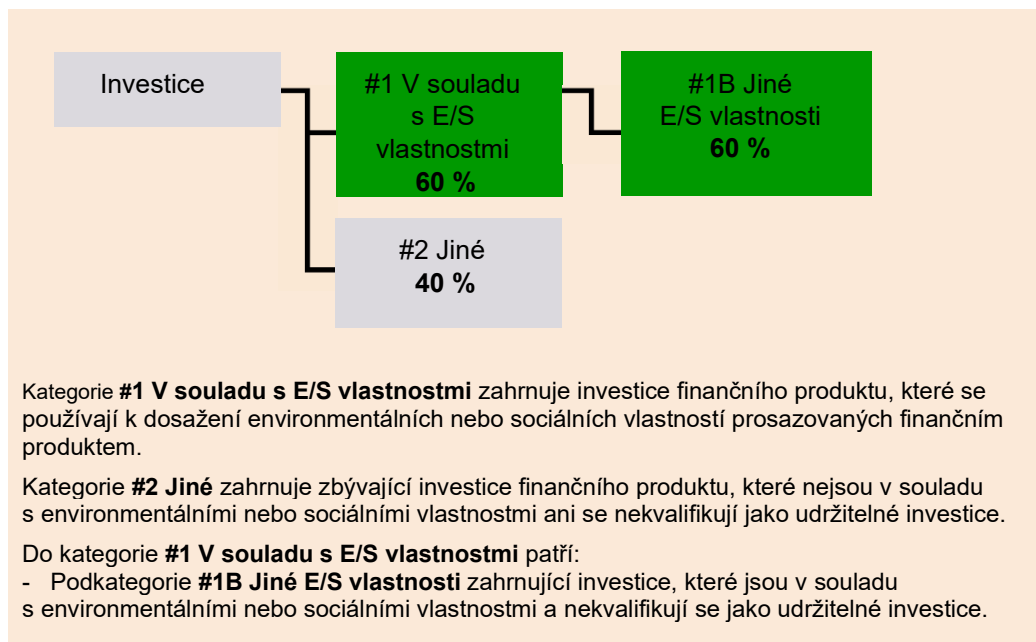 Investice
#1 V souladu
s E/S
vlastnostmi
60 %
#1B Jiné
E/S vlastnosti
60 %
#2 Jiné
40 %
Kategorie #1 V souladu s E/S vlastnostmi zahrnuje investice finančního produktu, které se
používají k dosažení environmentálních nebo sociálních vlastností prosazovaných finančním
produktem.
Kategorie #2 Jiné zahrnuje zbývající investice finančního produktu, které nejsou v souladu
s environmentálními nebo sociálními vlastnostmi ani se nekvalifikují jako udržitelné investice.
Do kategorie #1 V souladu s E/S vlastnostmi patří:
- Podkategorie #1B Jiné E/S vlastnosti zahrnující investice, které jsou v souladu
s environmentálními nebo sociálními vlastnostmi a nekvalifikují se jako udržitelné investice.